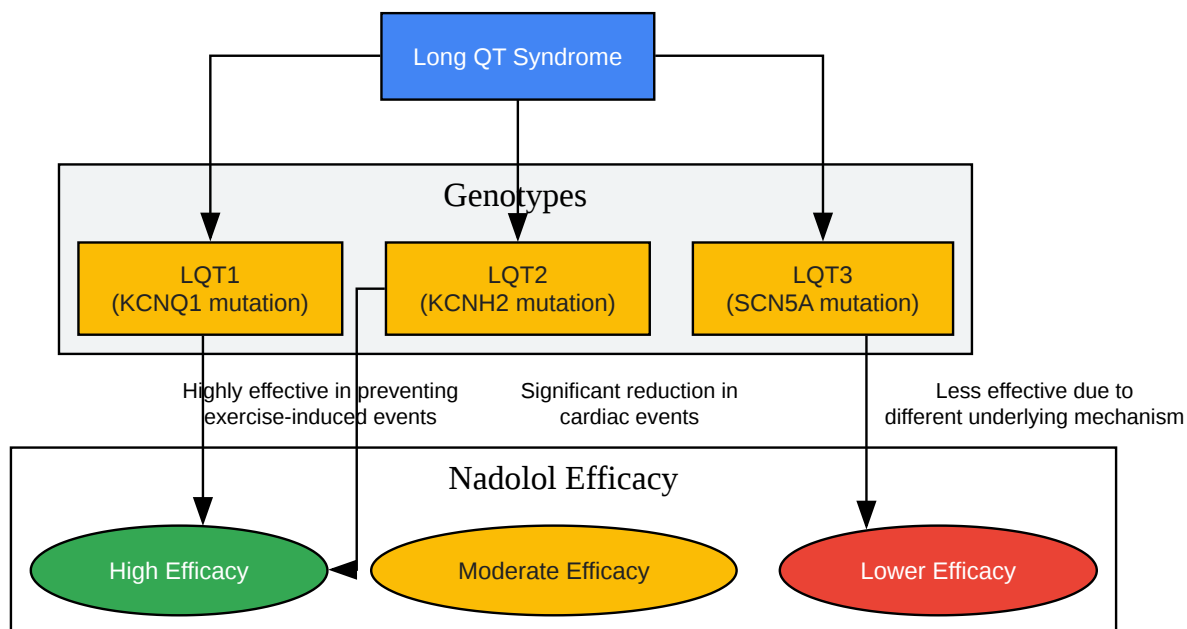 Long QT Syndrome
Genotypes
LQT1
(KCNQ1 mutation)
LQT2
(KCNH2 mutation)
LQT3
(SCN5A mutation)
Highly effective in preventing
exercise-induced events
Significant reduction in
cardiac events
Less effective due to
different underlying mechanism
Nadolol Efficacy
High Efficacy
Moderate Efficacy
Lower Efficacy